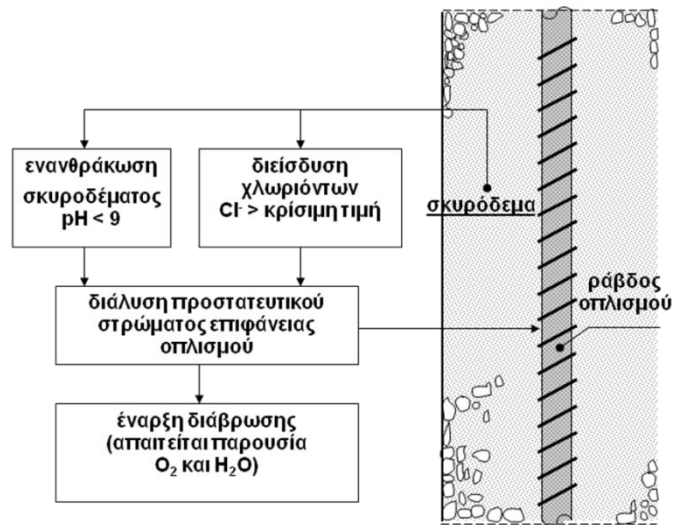 ενανθράκωση
σκυροδέματος
pH < 9
διείσδυση
χλωριόντων
Cl⁻ > κρίσιμη τιμή
σκυρόδεμα
ράβδος
οπλισμού
διάλυση προστατευτικού
στρώματος επιφάνειας
οπλισμού
έναρξη διάβρωσης
(απαιτείται παρουσία
O₂ και H₂O)